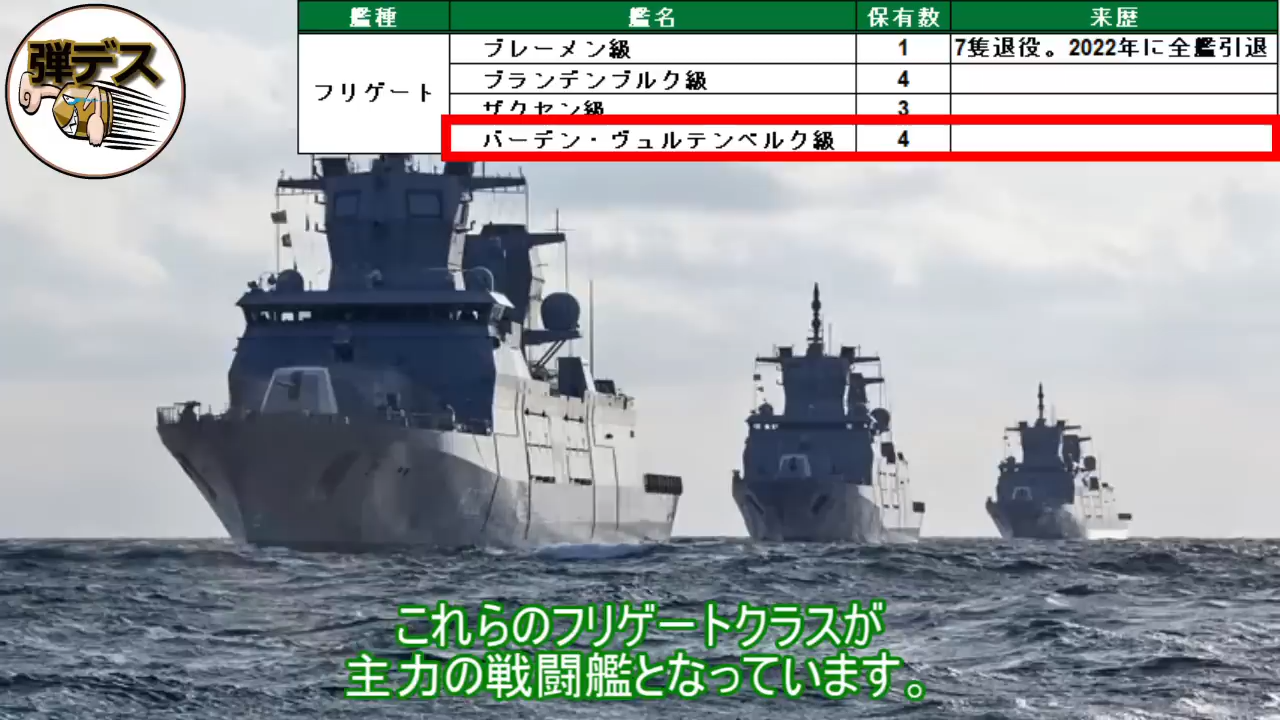 弾デス
艦種 艦名 保有数 来歴
フリゲート
ブレーメン級 1 7隻退役。2022年に全艦引退
ブランデンブルク級 4
ザクセン級 3
バーデン・ヴュルテンベルク級 4
これらのフリゲートクラスが
主力の戦闘艦となっています。